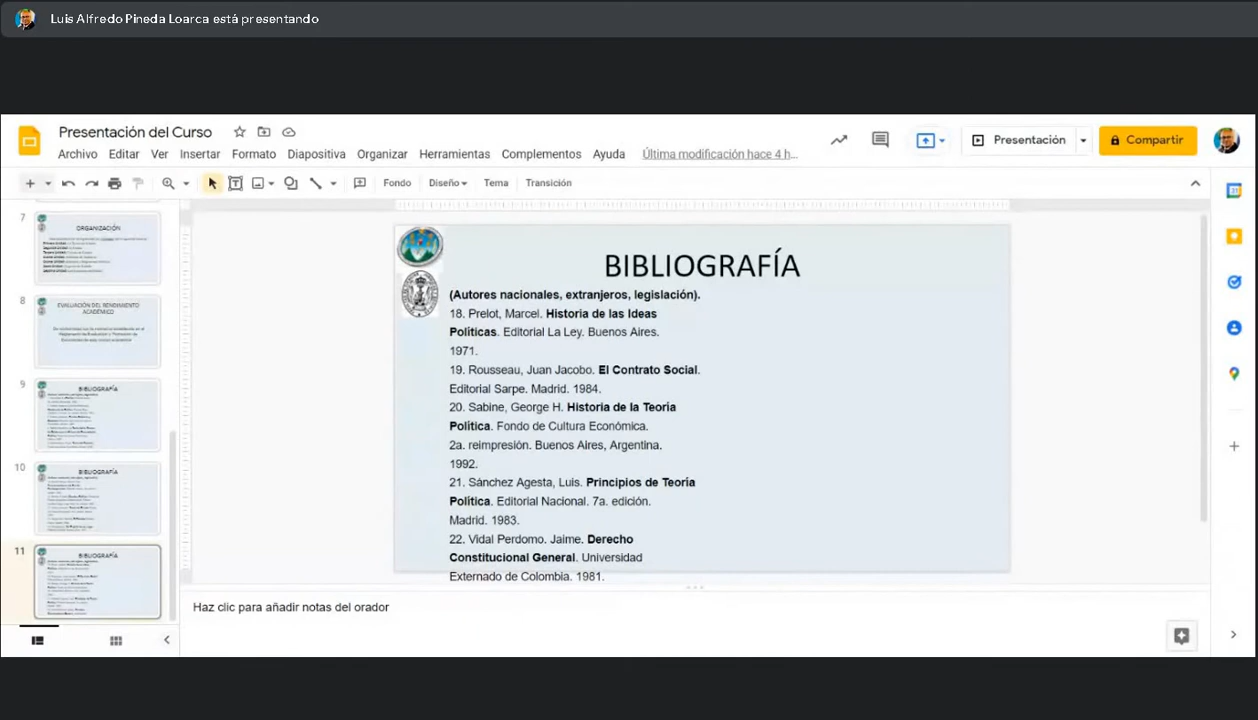 Luis Alfredo Pineda Loarca está presentando
Presentación del Curso
Archivo Editar Ver Insertar Formato Diapositiva Organizar Herramientas Complementos Ayuda Última modificación hace 4 h...
Presentación
Compartir
Fondo Diseño Tema Transición
7
ORGANIZACIÓN
8
EVALUACIÓN DEL RENDIMIENTO
ACADÉMICO
9
BIBLIOGRAFÍA
10
BIBLIOGRAFÍA
11
BIBLIOGRAFÍA
BIBLIOGRAFÍA
(Autores nacionales, extranjeros, legislación).
18. Prelot, Marcel. Historia de las Ideas
Políticas. Editorial La Ley. Buenos Aires.
1971.
19. Rousseau, Juan Jacobo. El Contrato Social.
Editorial Sarpe. Madrid. 1984.
20. Sabine, George H. Historia de la Teoría
Política. Fondo de Cultura Económica.
2a. reimpresión. Buenos Aires, Argentina.
1992.
21. Sánchez Agesta, Luis. Principios de Teoría
Política. Editorial Nacional. 7a. edición.
Madrid. 1983.
22. Vidal Perdomo. Jaime. Derecho
Constitucional General. Universidad
Externado de Colombia. 1981.
Haz clic para añadir notas del orador